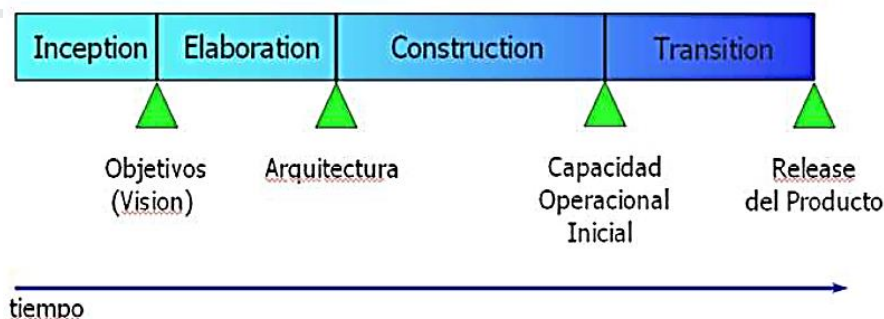 Inception Elaboration Construction Transition
Objetivos Arquitectura Capacidad Release
(Vision) Operacional del Producto
Inicial
tiempo